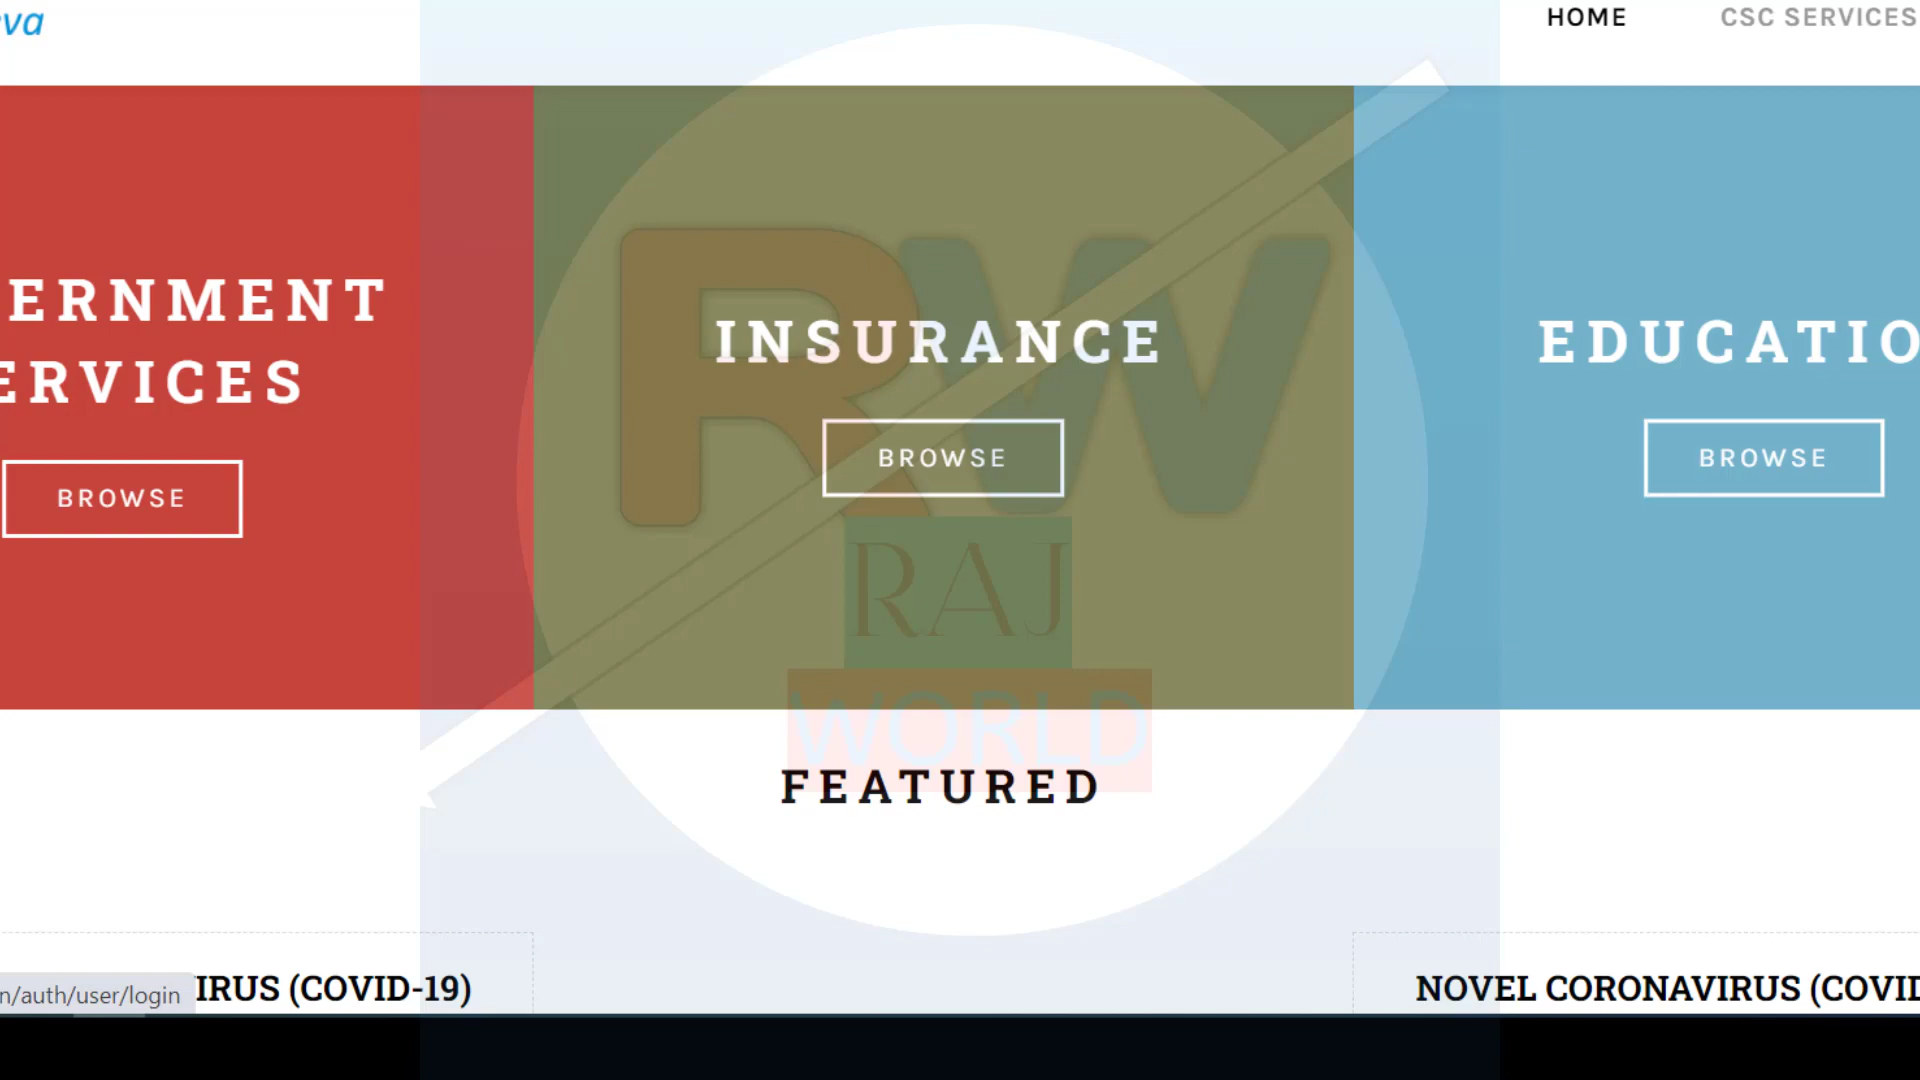 va
HOME
CSC SERVICES
ERNMENT
ERVICES
BROWSE
INSURANCE
BROWSE
EDUCATIO
BROWSE
RW
RAJ
WORLD
FEATURED
IRUS (COVID-19)
NOVEL CORONAVIRUS (COVID
n/auth/user/login